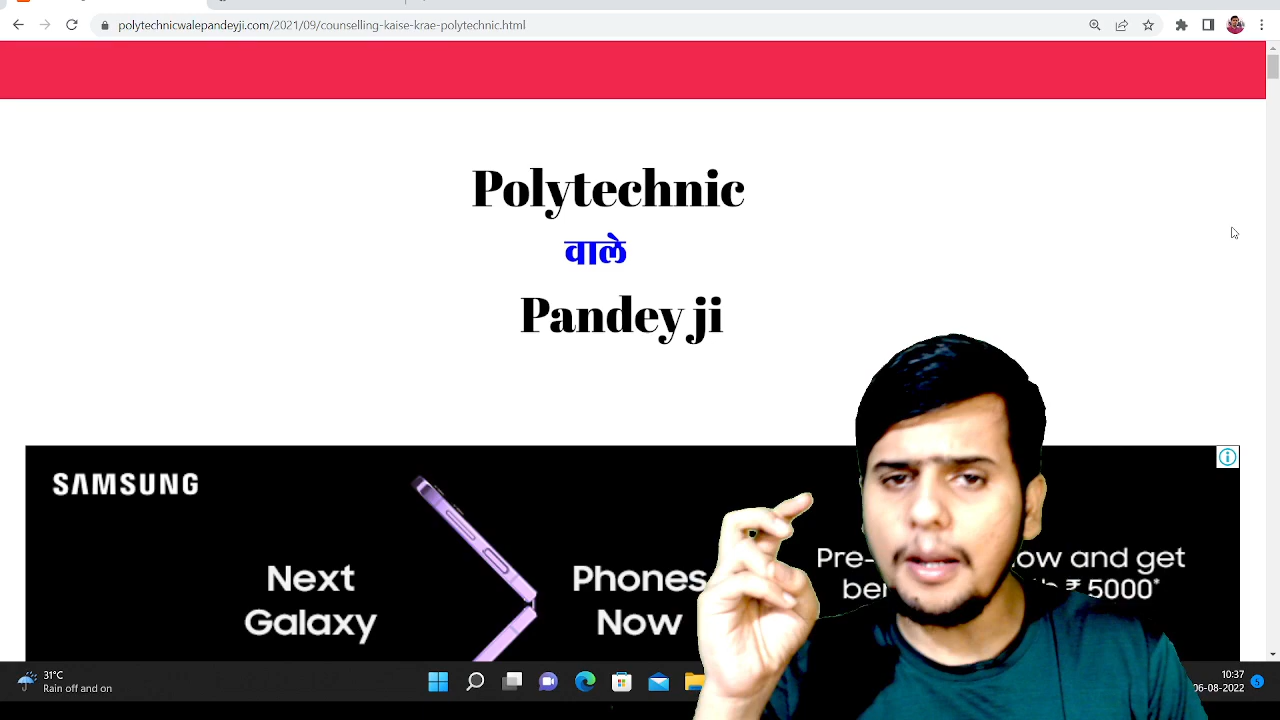 polytechnicwalepandeyji.com/2021/09/counselling-kaise-krae-polytechnic.html
Polytechnic
वाले
Pandey ji
SAMSUNG
Next
Galaxy
Phones
Now
Pre-
ow and get
ben
₹ 5000*
31°C
Rain off and on
10:37
06-08-2022
5